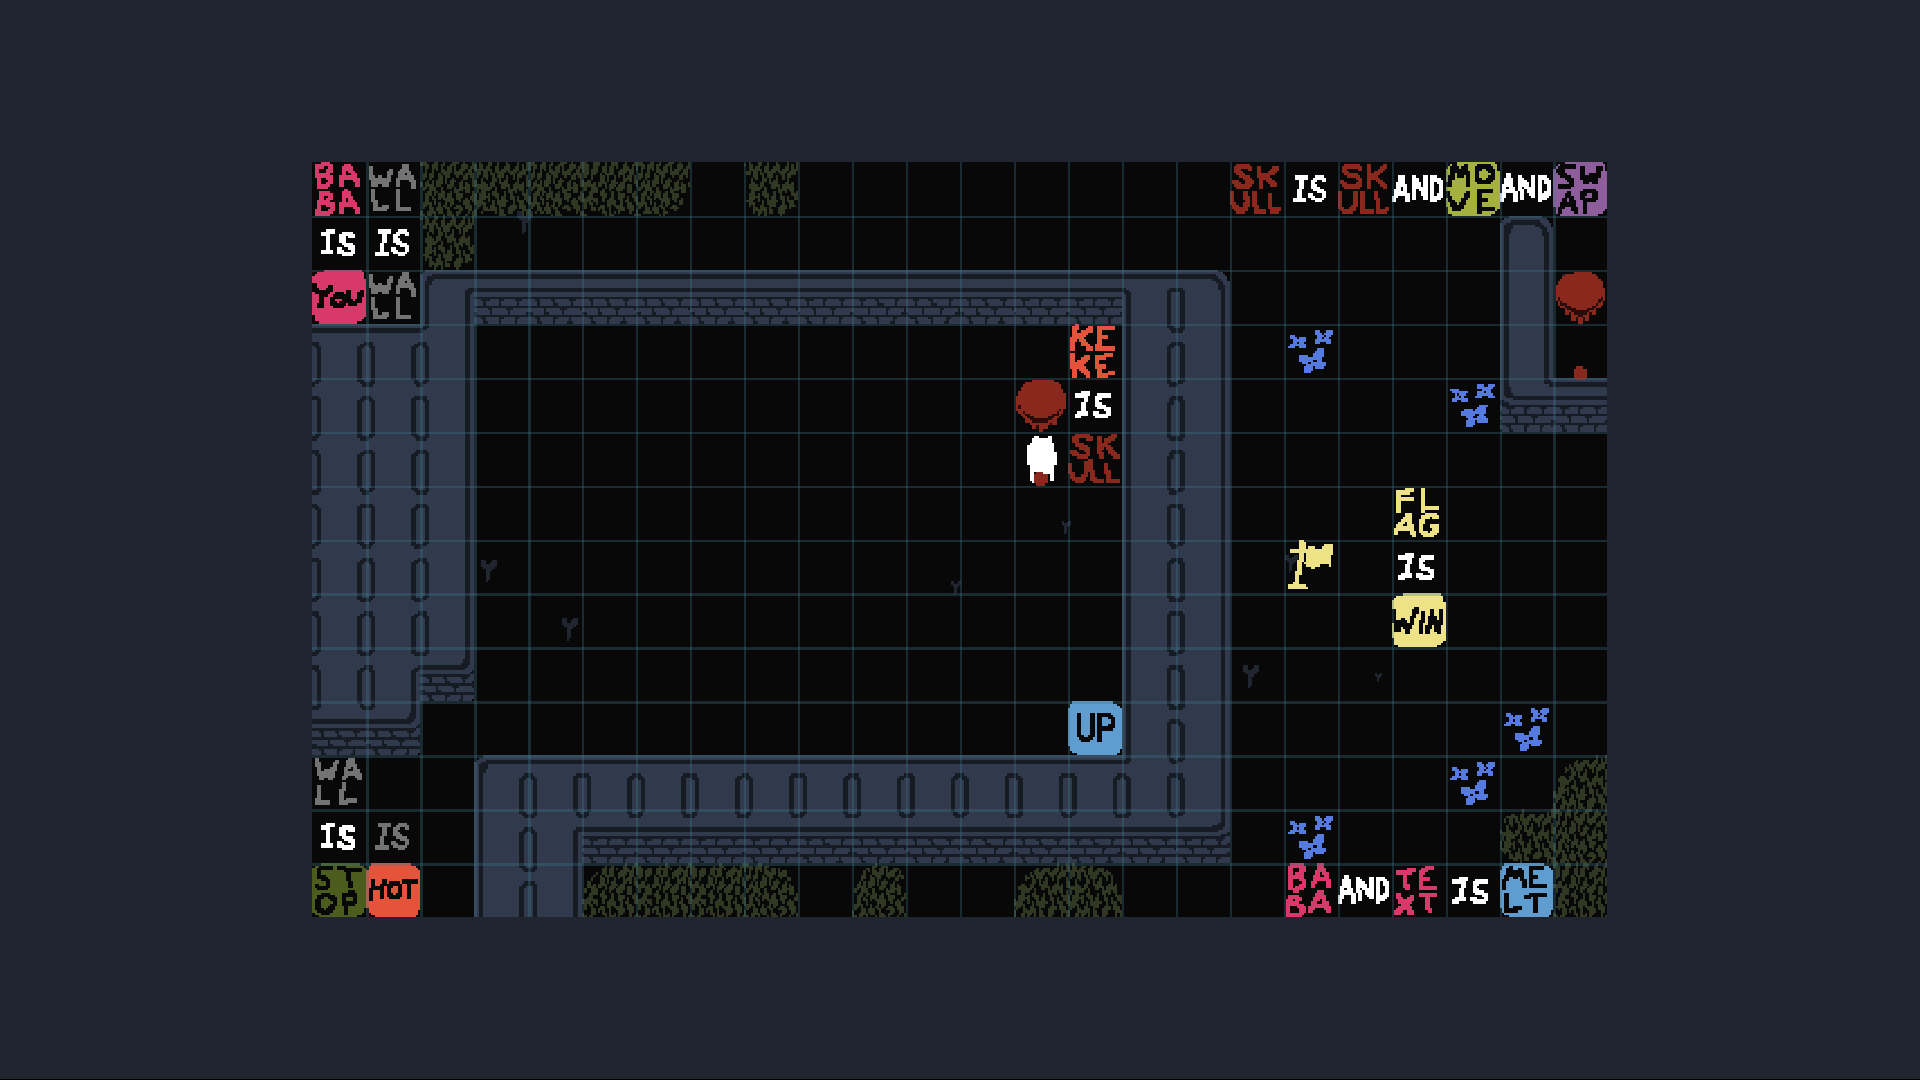 BABA WALL SKULL IS SKULL AND MOVE AND SWAP
IS IS
YOU WALL
KEKE
IS
SKULL
FLAG
IS
WIN
UP
WALL
IS IS
STOP HOT BABA AND TEXT IS MELT